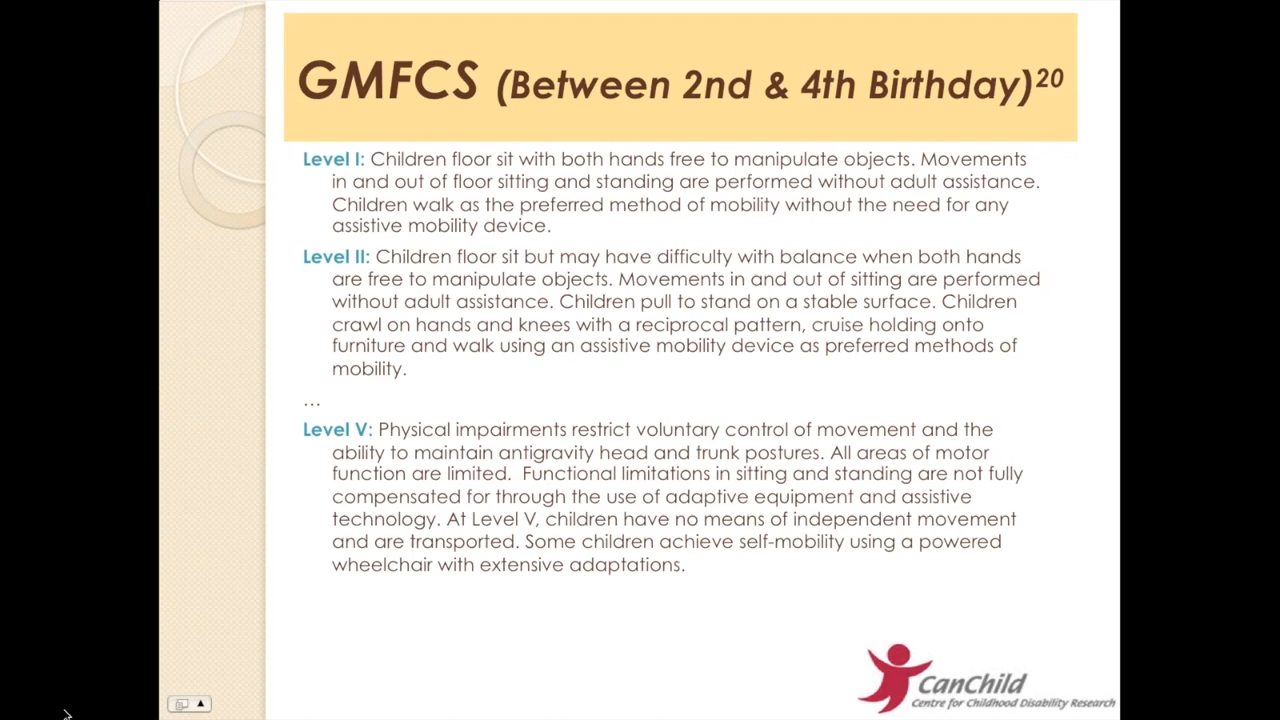 GMFCS (Between 2nd & 4th Birthday)20
Level I: Children floor sit with both hands free to manipulate objects. Movements
in and out of floor sitting and standing are performed without adult assistance.
Children walk as the preferred method of mobility without the need for any
assistive mobility device.
Level II: Children floor sit but may have difficulty with balance when both hands
are free to manipulate objects. Movements in and out of sitting are performed
without adult assistance. Children pull to stand on a stable surface. Children
crawl on hands and knees with a reciprocal pattern, cruise holding onto
furniture and walk using an assistive mobility device as preferred methods of
mobility.
…
Level V: Physical impairments restrict voluntary control of movement and the
ability to maintain antigravity head and trunk postures. All areas of motor
function are limited. Functional limitations in sitting and standing are not fully
compensated for through the use of adaptive equipment and assistive
technology. At Level V, children have no means of independent movement
and are transported. Some children achieve self-mobility using a powered
wheelchair with extensive adaptations.
CanChild
Centre for Childhood Disability Research